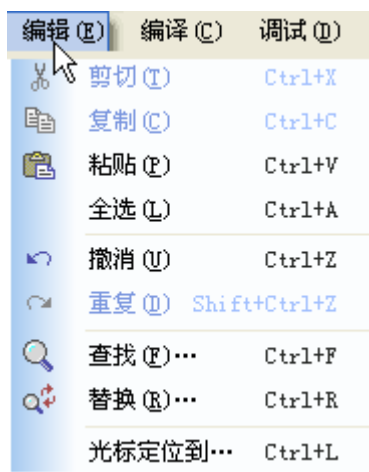 编辑(E) 编译(C) 调试(D)
剪切(T) Ctrl+X
复制(C) Ctrl+C
粘贴(P) Ctrl+V
全选(L) Ctrl+A
撤消(U) Ctrl+Z
重复(D) Shift+Ctrl+Z
查找(F)… Ctrl+F
替换(R)… Ctrl+R
光标定位到… Ctrl+L